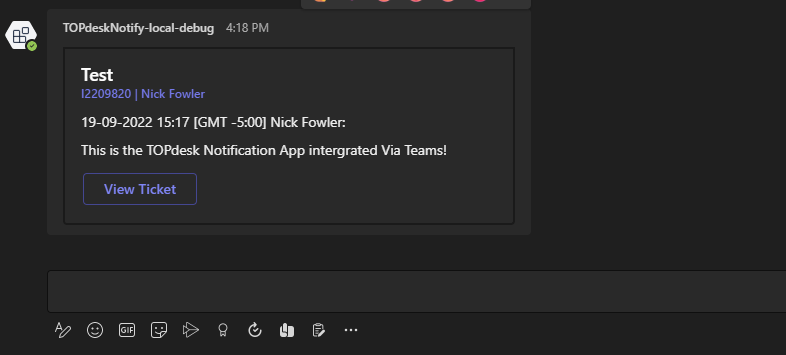 TOPdeskNotify-local-debug 4:18 PM
Test
I2209820 | Nick Fowler
19-09-2022 15:17 [GMT -5:00] Nick Fowler:
This is the TOPdesk Notification App intergrated Via Teams!
View Ticket
GIF